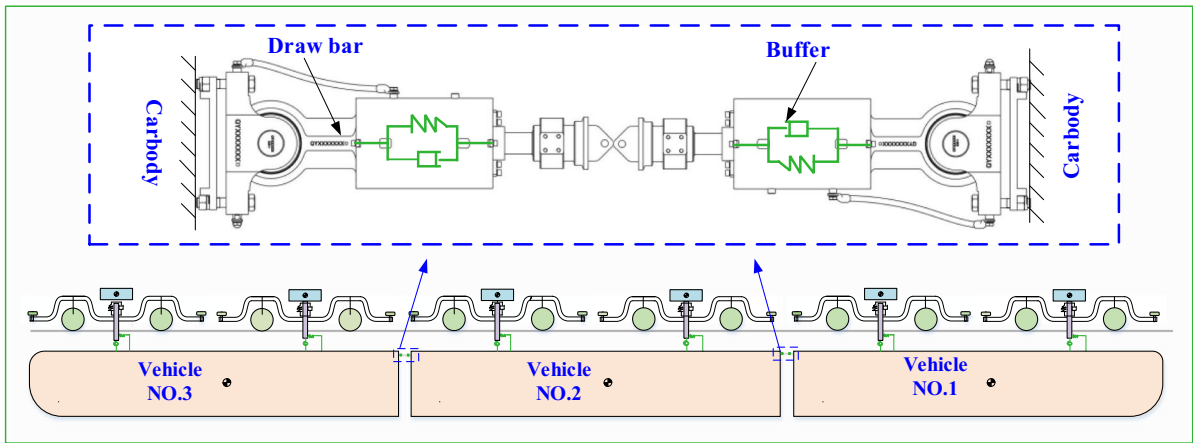 Draw bar
Buffer
Carbody
Carbody
Vehicle
NO.3
Vehicle
NO.2
Vehicle
NO.1